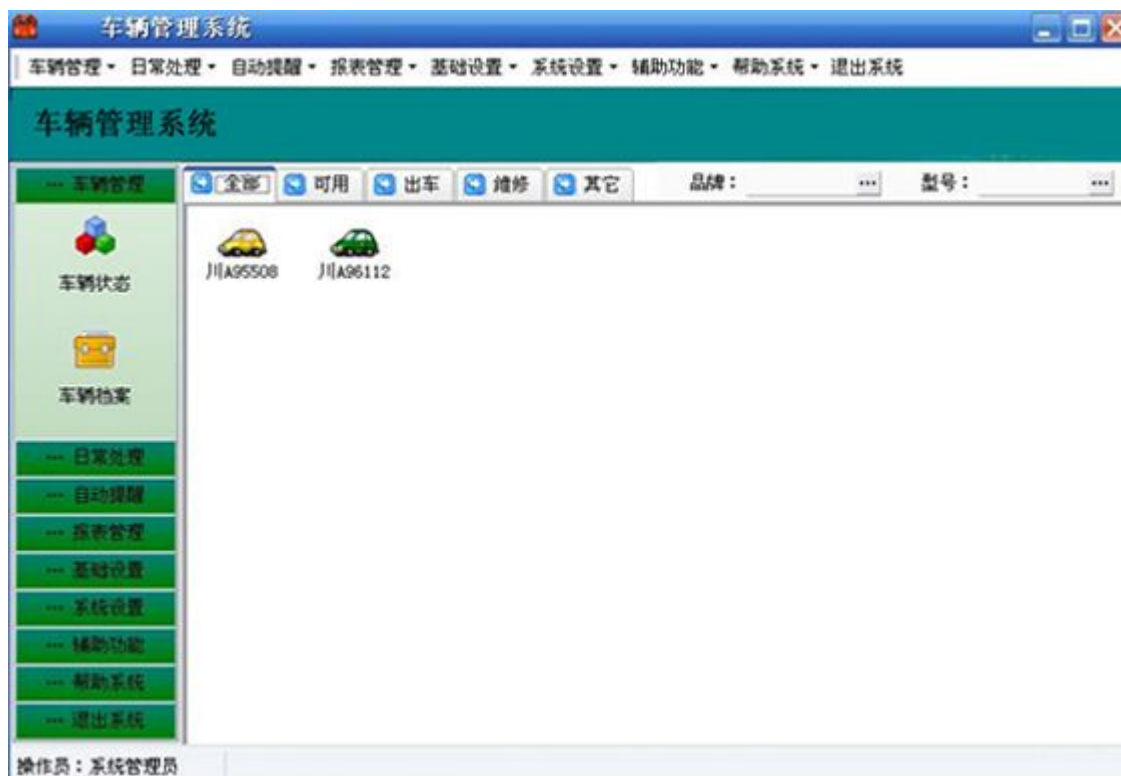 车辆管理系统
车辆管理 日常处理 自动提醒 报表管理 基础设置 系统设置 辅助功能 帮助系统 退出系统
车辆管理系统
--- 车辆管理
全部 可用 出车 维修 其它 品牌： ... 型号： ...
川A95508 川A96112
车辆状态
车辆档案
--- 日常处理
--- 自动提醒
--- 报表管理
--- 基础设置
--- 系统设置
--- 辅助功能
--- 帮助系统
--- 退出系统
操作员：系统管理员